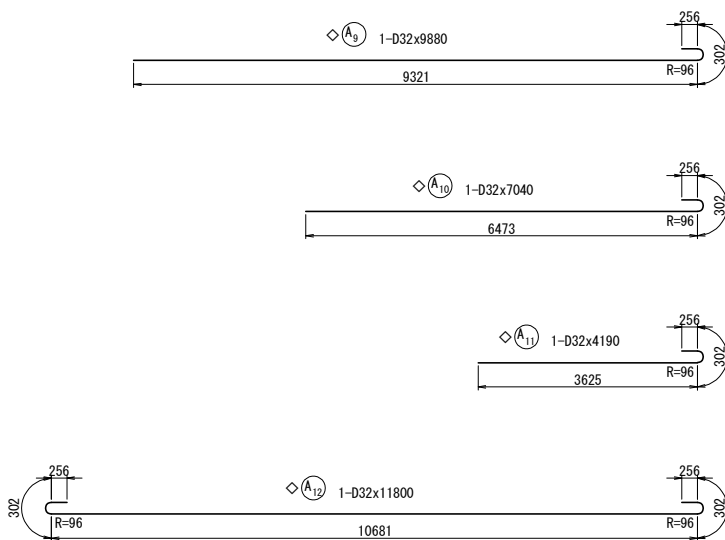 256
◇ A9 1-D32x9880
302
R=96
9321
256
◇ A10 1-D32x7040
302
R=96
6473
256
◇ A11 1-D32x4190
302
R=96
3625
256
256
◇ A12 1-D32x11800
302
302
R=96
R=96
10681